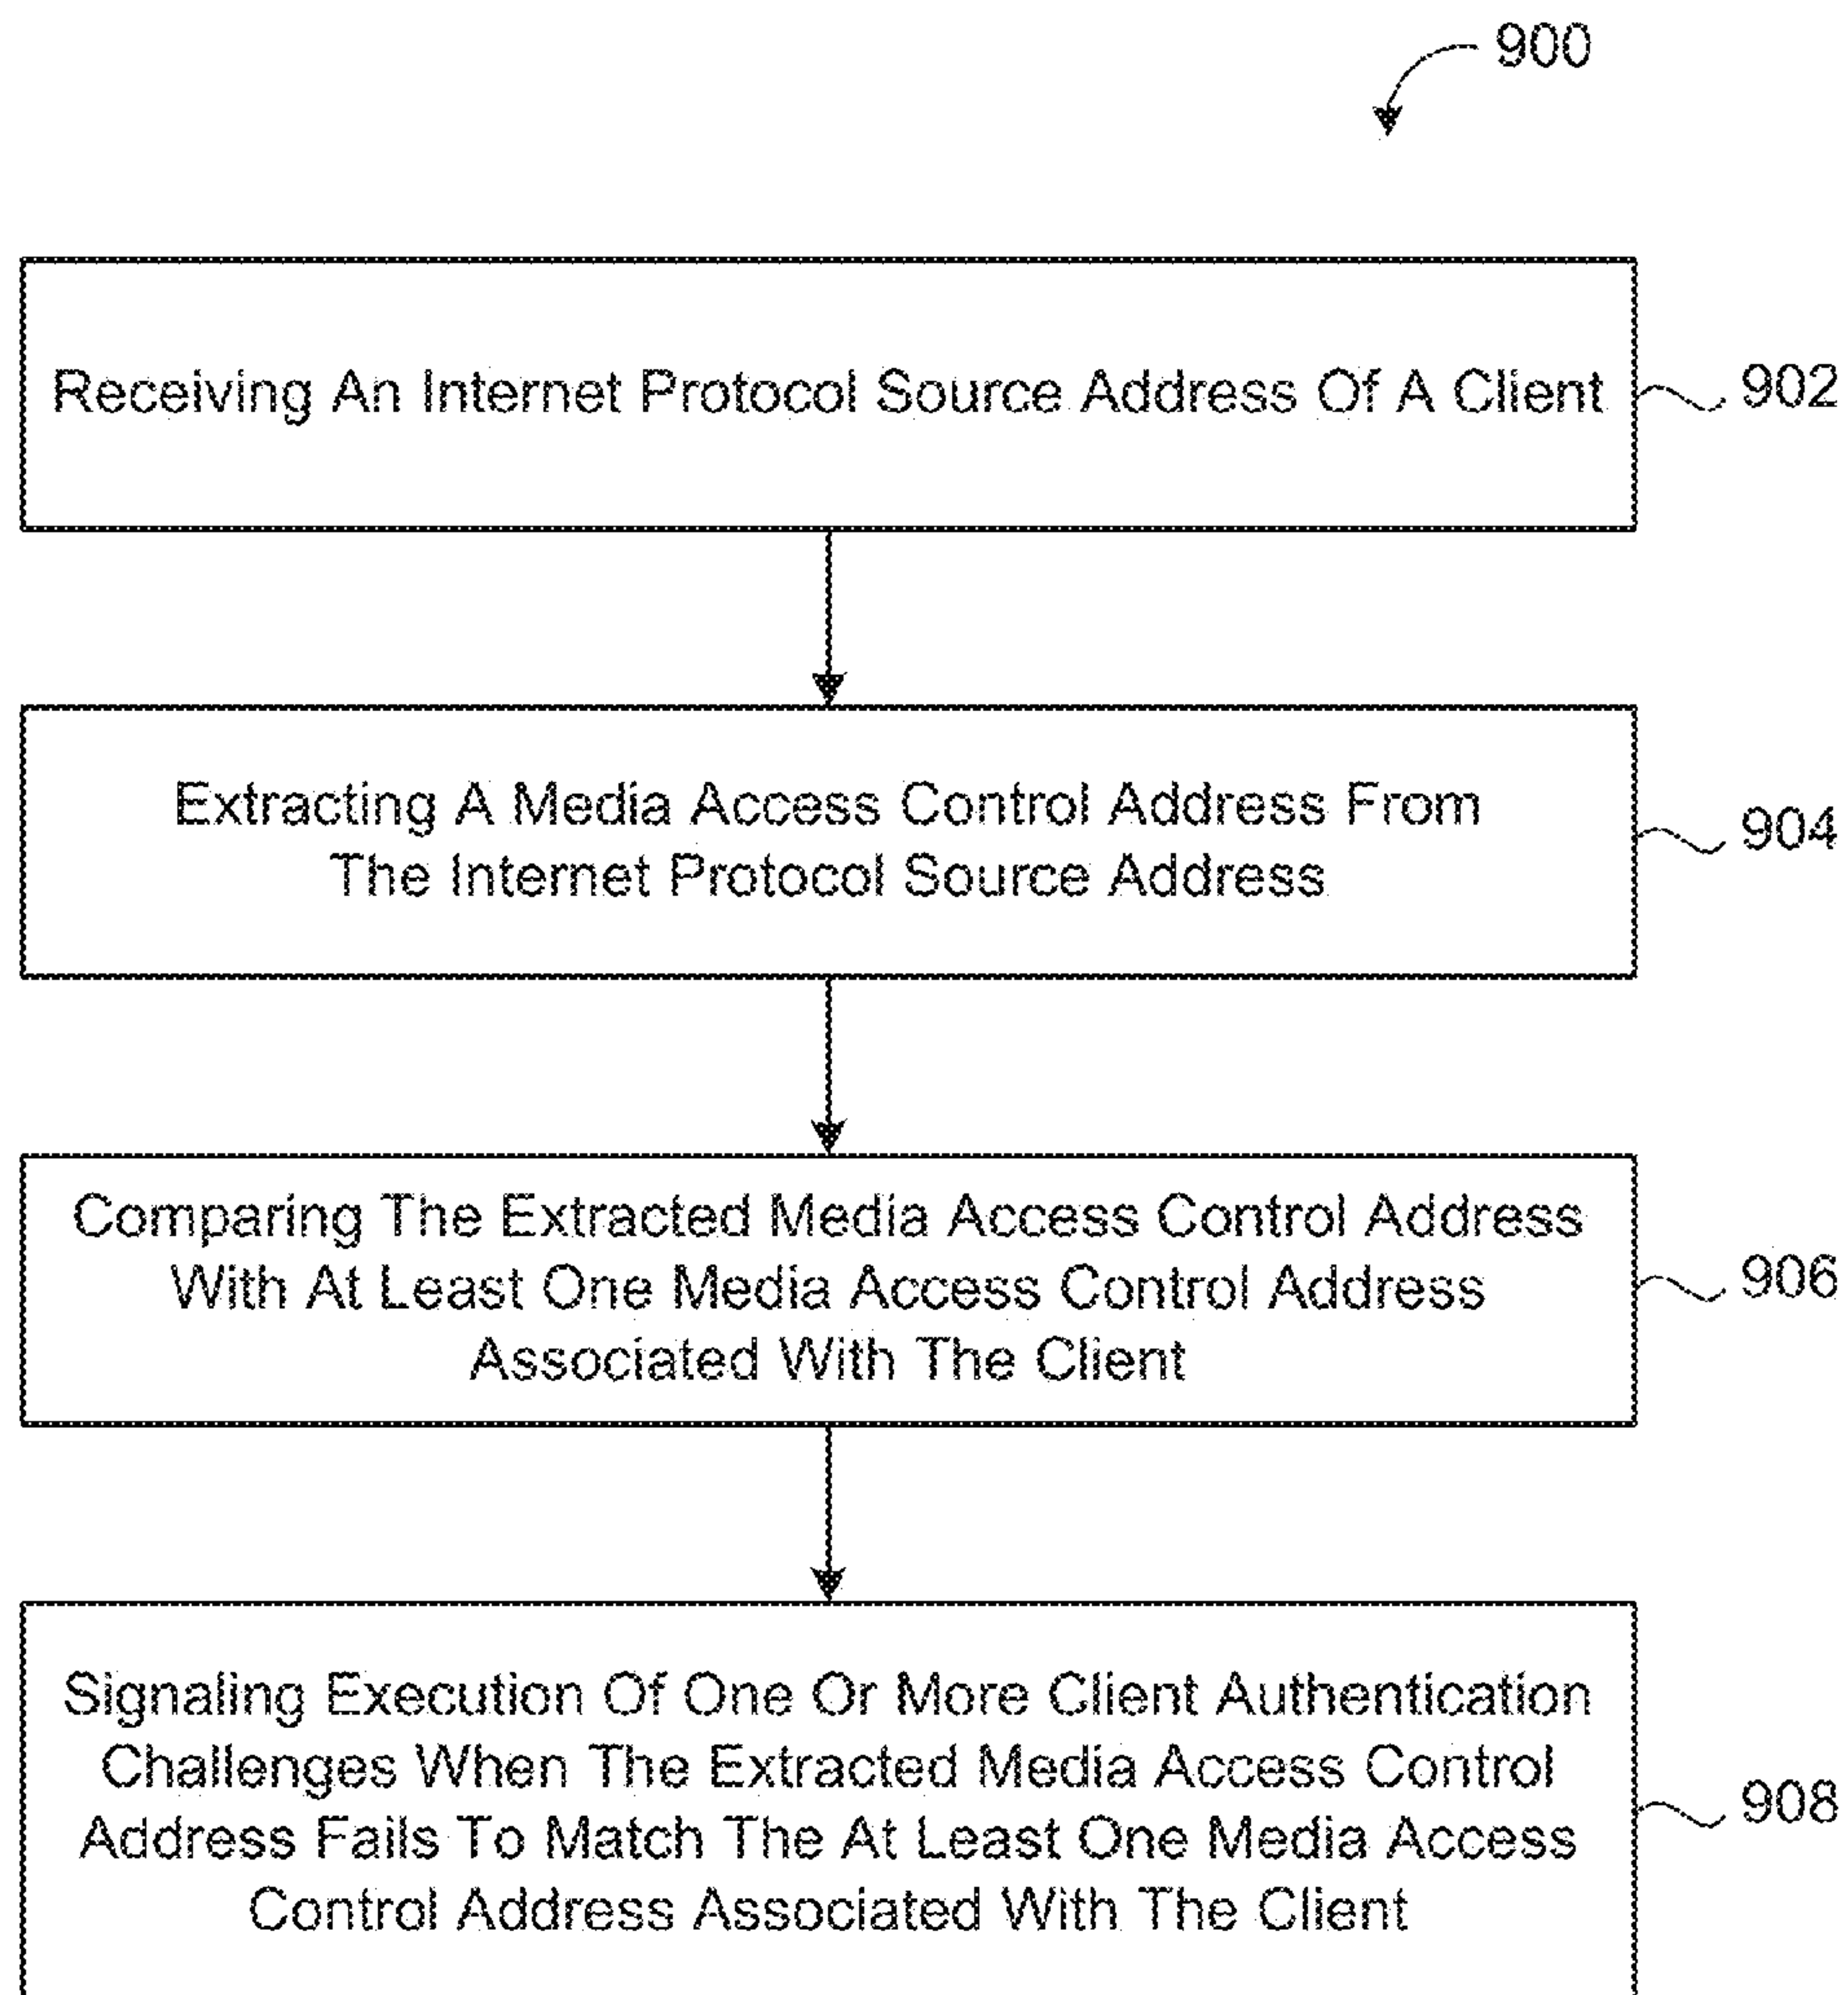 900
Receiving An Internet Protocol Source Address Of A Client
902
Extracting A Media Access Control Address From
The Internet Protocol Source Address
904
Comparing The Extracted Media Access Control Address
With At Least One Media Access Control Address
Associated With The Client
906
Signaling Execution Of One Or More Client Authentication
Challenges When The Extracted Media Access Control
Address Fails To Match The At Least One Media Access
Control Address Associated With The Client
908